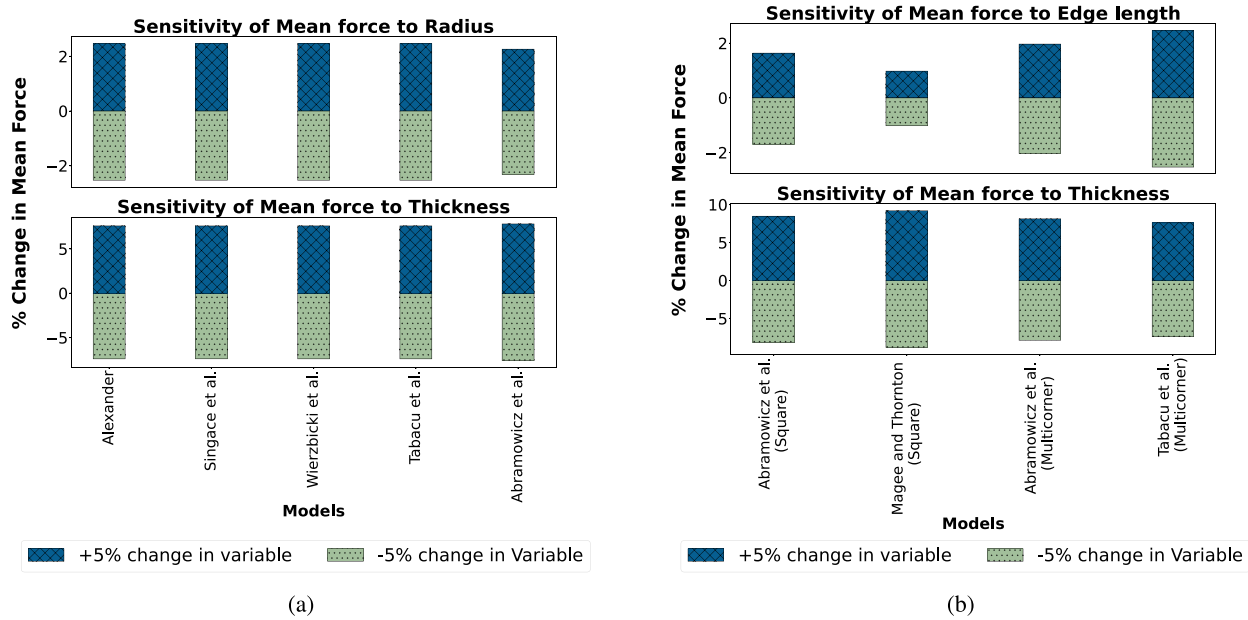 Sensitivity of Mean force to Radius
2
0
−2
Sensitivity of Mean force to Thickness
5
0
−5
% Change in Mean Force
Alexander
Singace et al.
Wierzbicki et al.
Tabacu et al.
Abramowicz et al.
Models
+5% change in variable
-5% change in Variable
(a)
Sensitivity of Mean force to Edge length
2
0
−2
Sensitivity of Mean force to Thickness
10
5
0
−5
% Change in Mean Force
Abramowicz et al.
(Square)
Magee and Thornton
(Square)
Abramowicz et al.
(Multicorner)
Tabacu et al.
(Multicorner)
Models
+5% change in variable
-5% change in Variable
(b)